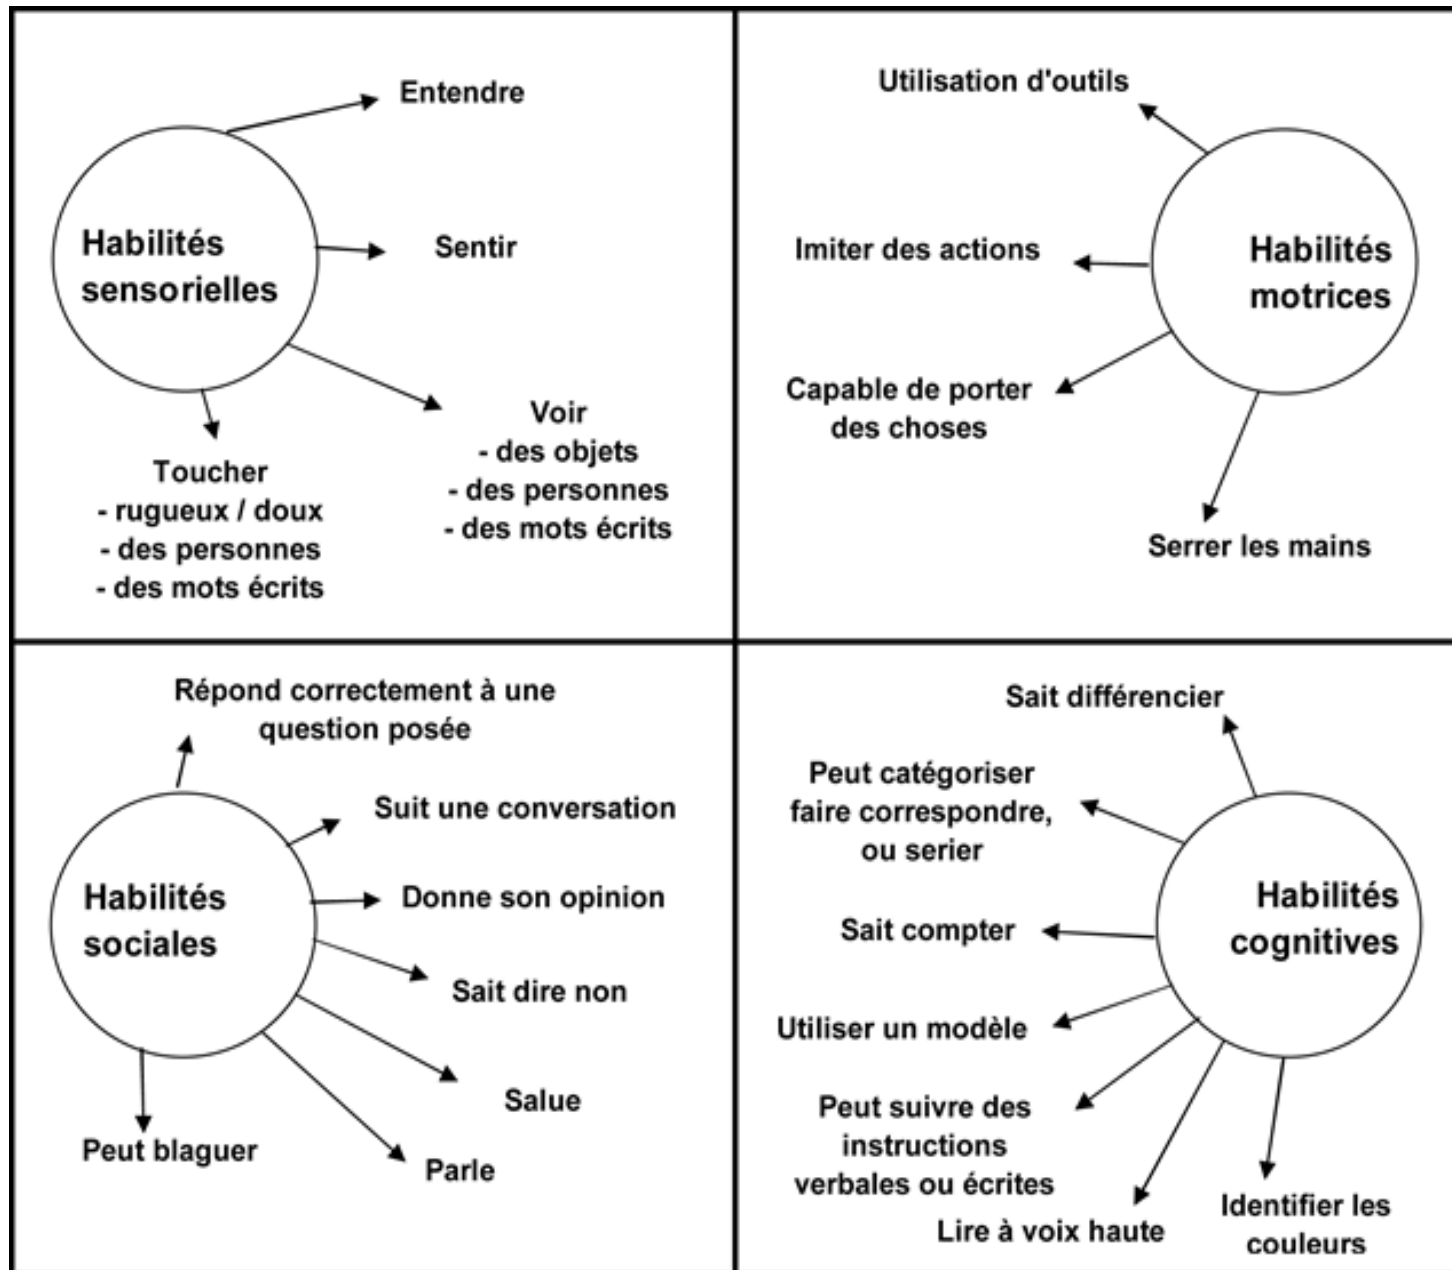 Entendre
Habilités
sensorielles
Sentir
Voir
- des objets
- des personnes
- des mots écrits
Toucher
- rugueux / doux
- des personnes
- des mots écrits
Utilisation d'outils
Habilités
motrices
Imiter des actions
Capable de porter
des choses
Serrer les mains
Répond correctement à une
question posée
Suit une conversation
Habilités
sociales
Donne son opinion
Sait dire non
Salue
Parle
Peut blaguer
Sait différencier
Peut catégoriser
faire correspondre,
ou serier
Habilités
cognitives
Sait compter
Utiliser un modèle
Peut suivre des
instructions
verbales ou écrites
Lire à voix haute
Identifier les
couleurs